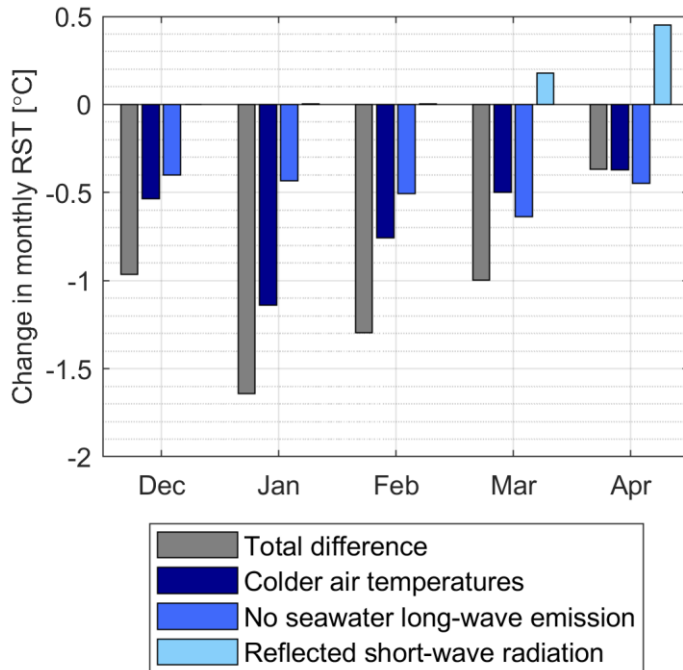 Change in monthly RST [°C]
0.5
0
-0.5
-1
-1.5
-2
Dec Jan Feb Mar Apr
Total difference
Colder air temperatures
No seawater long-wave emission
Reflected short-wave radiation